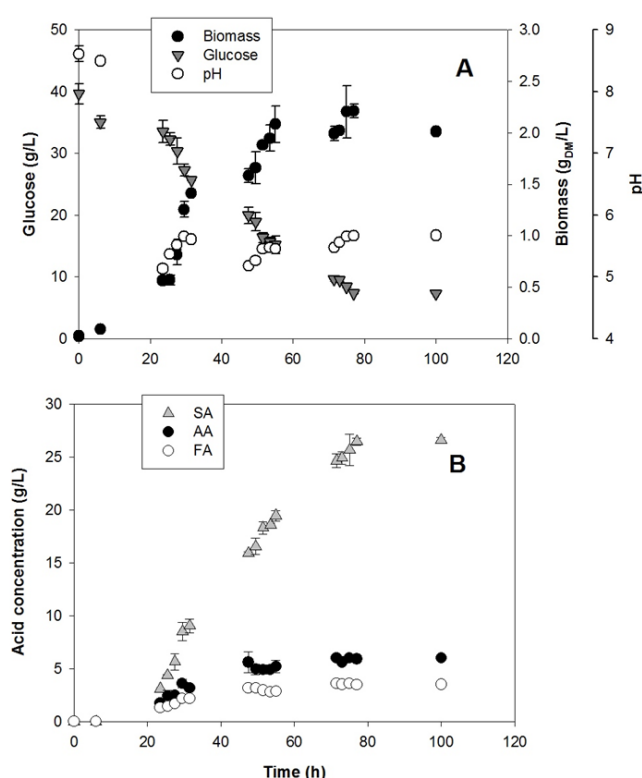 50
40
30
20
10
0
Glucose (g/L)
Biomass
Glucose
pH
A
3.0
2.5
2.0
1.5
1.0
0.5
0.0
Biomass (gDM/L)
9
8
7
6
5
4
pH
0 20 40 60 80 100 120
30
25
20
15
10
5
0
Acid concentration (g/L)
SA
AA
FA
B
0 20 40 60 80 100 120
Time (h)